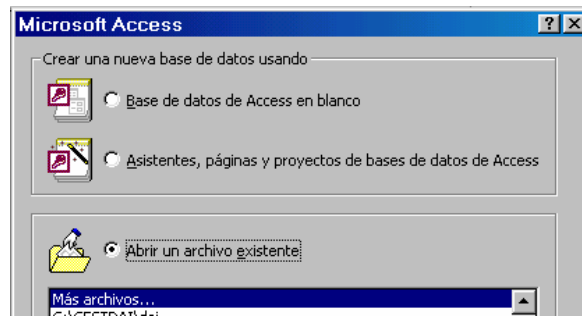 Microsoft Access
Crear una nueva base de datos usando
Base de datos de Access en blanco
Asistentes, páginas y proyectos de bases de datos de Access
Abrir un archivo existente
Más archivos...